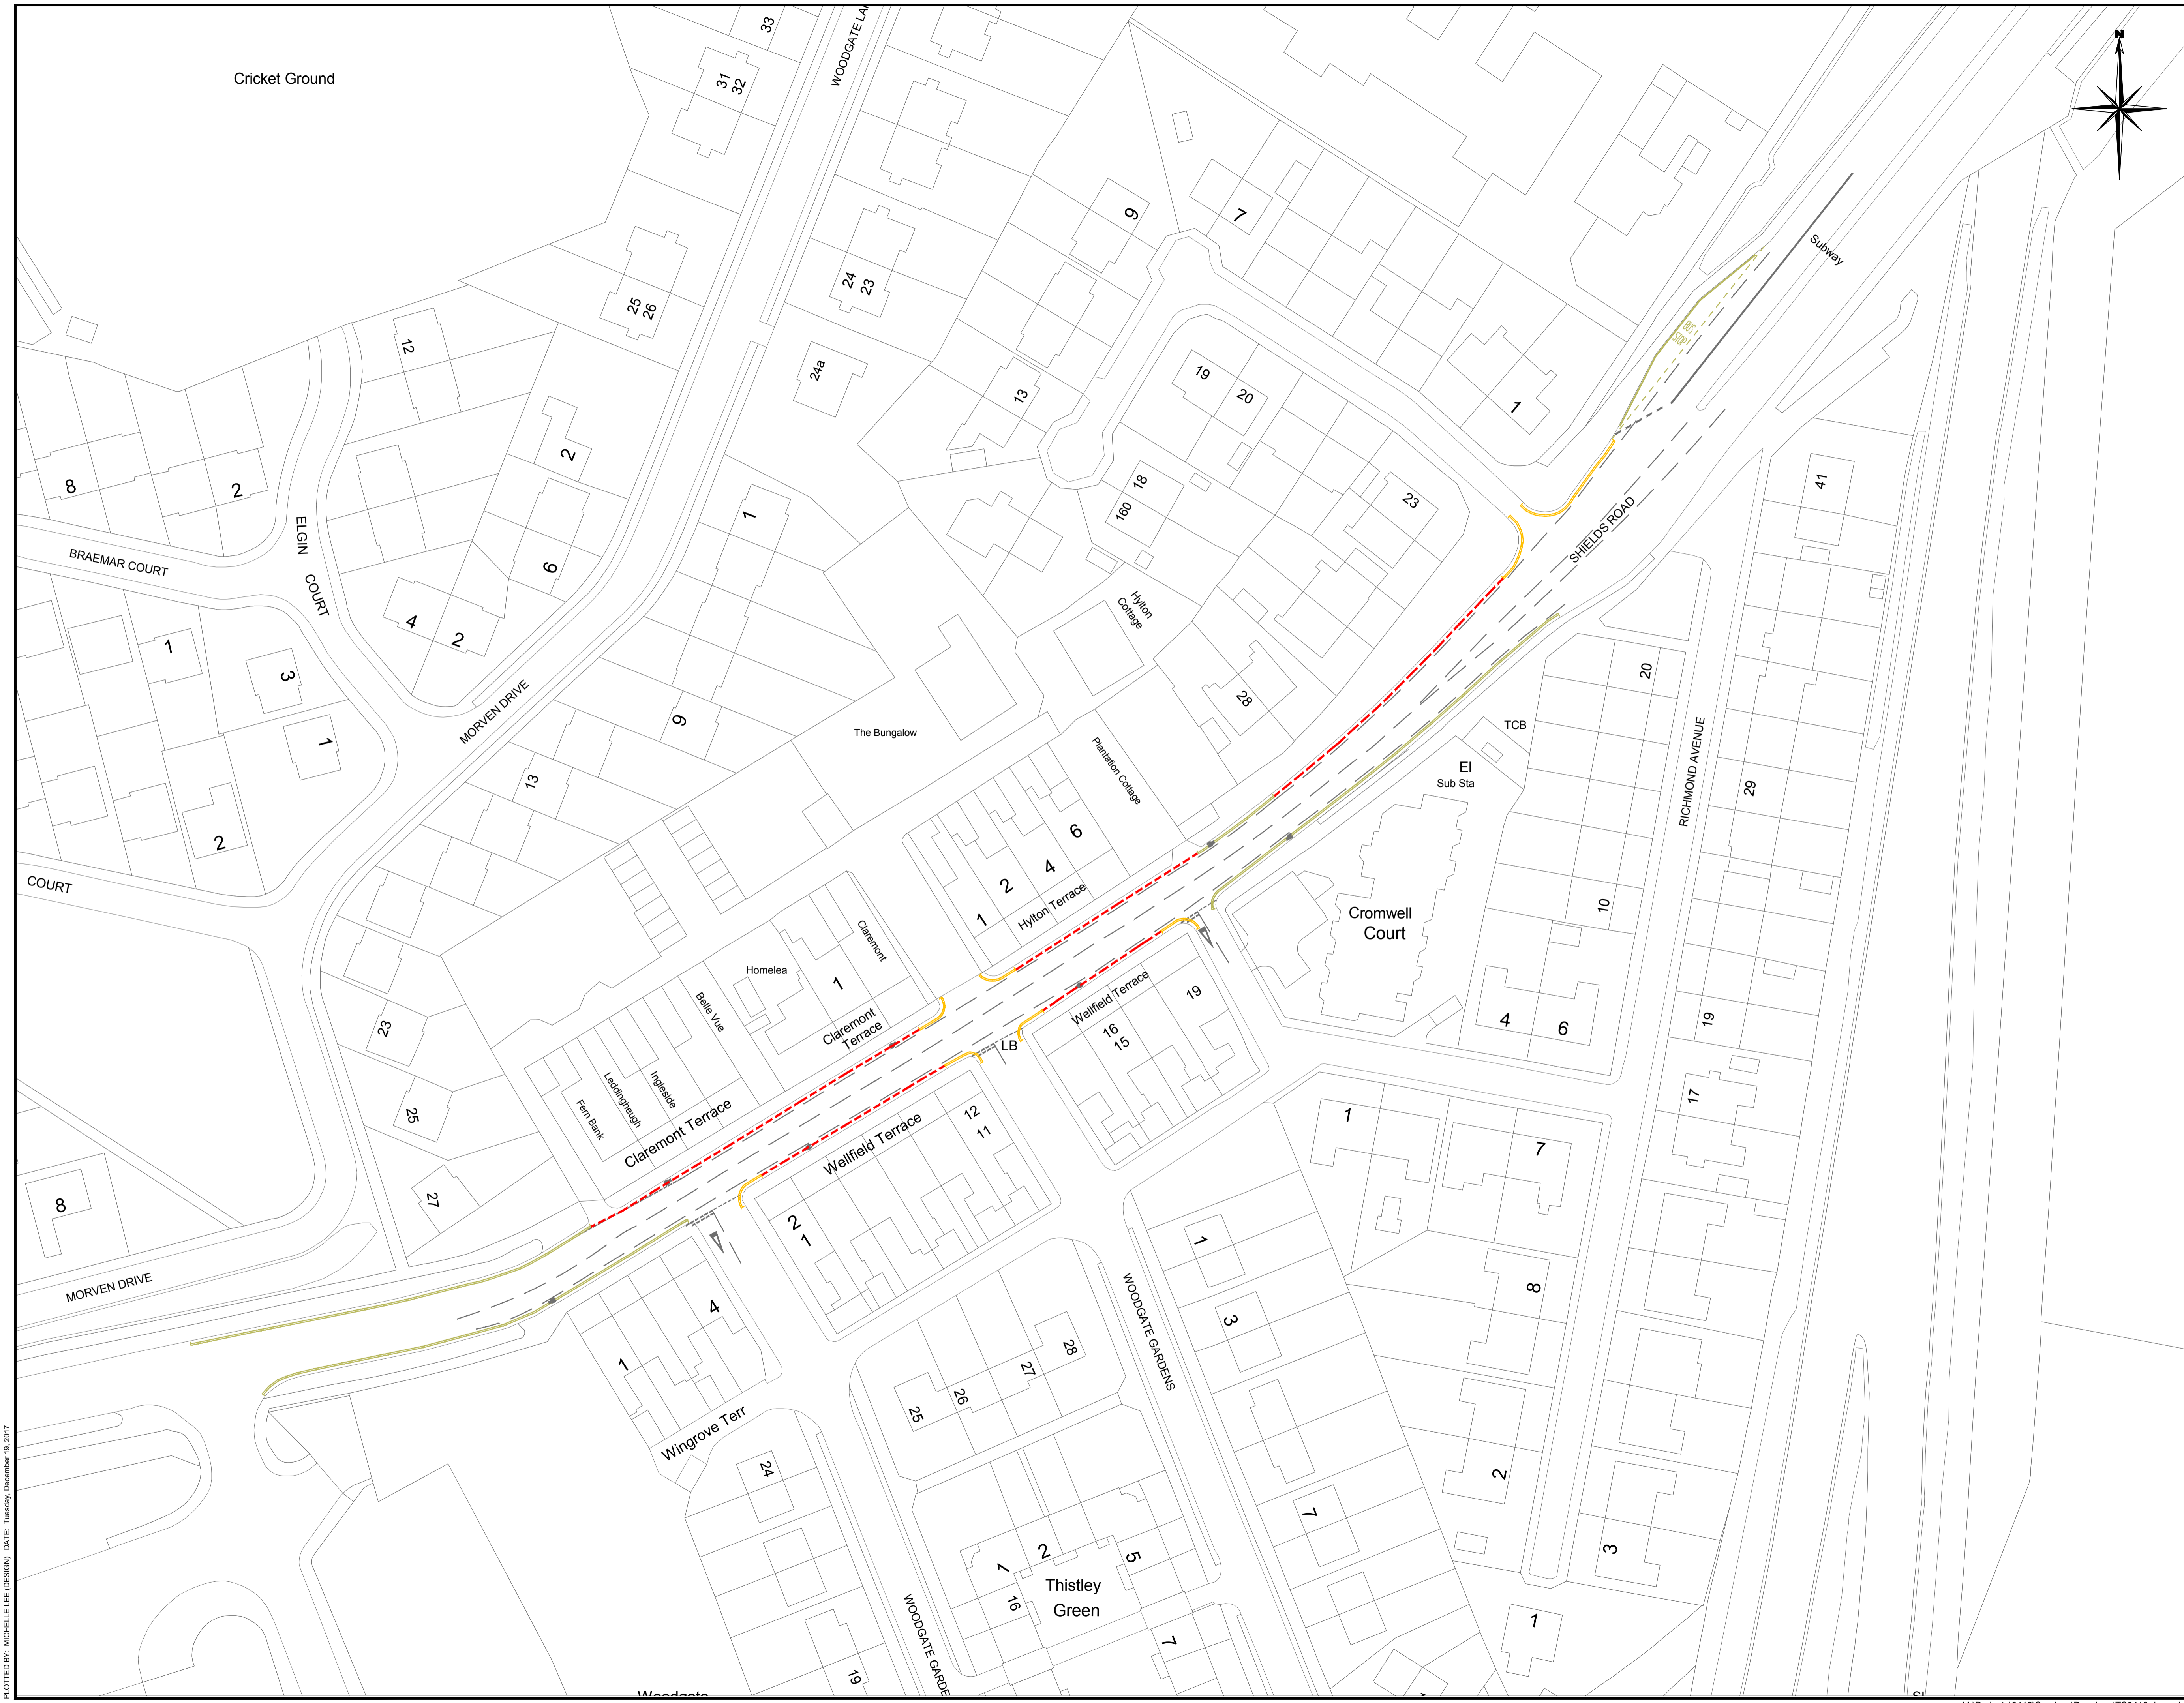 33
WOODGATE LA
N
Cricket Ground
31
32
9
7
Subway
24
23
25
26
BUS
STOP
12
24a
19
20
13
1
2
41
18
23
8
2
160
1
ELGIN
COURT
SHIELDS ROAD
BRAEMAR COURT
6
Hylton
Cottage
4
2
1
3
20
28
MORVEN DRIVE
9
TCB
The Bungalow
1
Plantation Cottage
RICHMOND AVENUE
El
Sub Sta
13
29
6
2
4
2
COURT
1
Hylton Terrace
10
Cromwell
Court
Claremont
Homelea
1
Belle Vue
Wellfield Terrace
19
23
Claremont
Terrace
16
15
LB
4
6
19
Ingleside
Leddingheugh
Fern Bank
17
25
Claremont Terrace
12
11
1
Wellfield Terrace
7
27
8
2
1
1
MORVEN DRIVE
WOODGATE GARDENS
8
4
3
1
28
27
26
25
Wingrove Terr
24
2
7
3
1
2
5
Thistley
Green
16
WOODGATE GARDE
1
7
19
PLOTTED BY: MICHELLE LEE (DESIGN) DATE: Tuesday, December 19, 2017